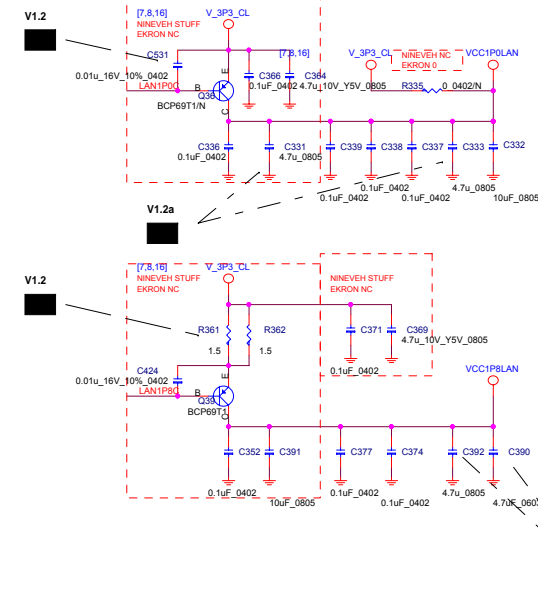 V1.2
[7,8,16]
V_3P3_CL
NINEVEH STUFF
EKRON NC
C531
0.01u_16V_10%_0402
LAN1P0C
B
E
C
Q36
BCP69T1/N
[7,8,16]
C366
0.1uF_0402
C364
4.7u_10V_Y5V_0805
V_3P3_CL
NINEVEH NC
EKRON 0
VCC1P0LAN
R335
0_0402/N
C336
0.1uF_0402
C331
4.7u_0805
C339
0.1uF_0402
C338
0.1uF_0402
C337
0.1uF_0402
C333
4.7u_0805
C332
10uF_0805
V1.2a
V1.2
[7,8,16]
V_3P3_CL
NINEVEH STUFF
EKRON NC
NINEVEH STUFF
EKRON NC
R361
1.5
R362
1.5
C371
0.1uF_0402
C369
4.7u_10V_Y5V_0805
C424
0.01u_16V_10%_0402
LAN1P8C
B
E
C
Q39
BCP69T1
VCC1P8LAN
C352
0.1uF_0402
C391
10uF_0805
C377
0.1uF_0402
C374
0.1uF_0402
C392
4.7u_0805
C390